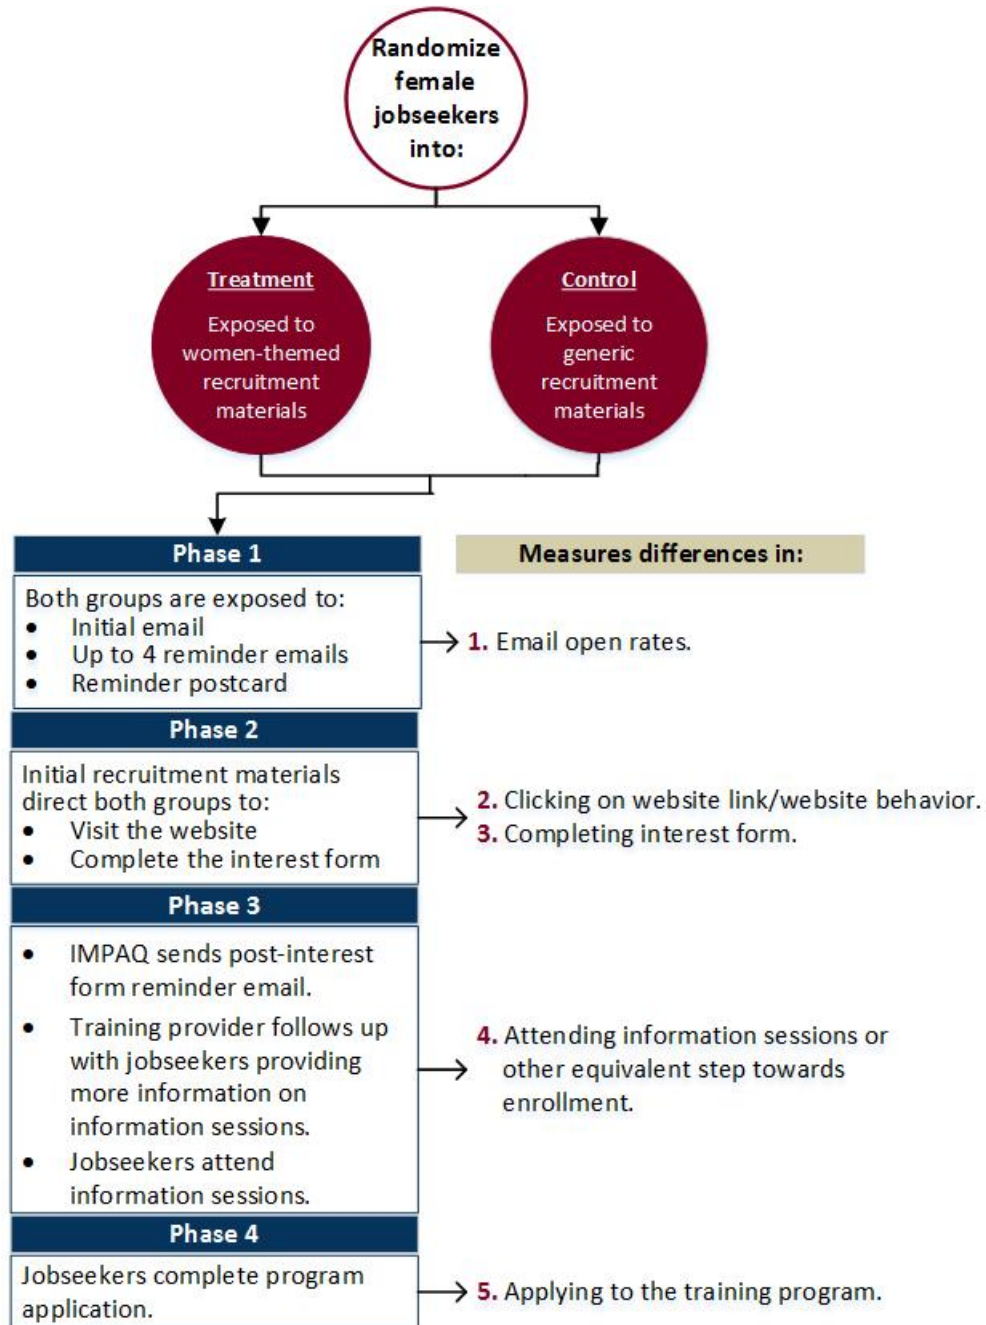 Randomize
female
jobseekers
into:
Treatment
Exposed to
women-themed
recruitment
materials
Control
Exposed to
generic
recruitment
materials
Phase 1
Measures differences in:
Both groups are exposed to:
• Initial email
• Up to 4 reminder emails
• Reminder postcard
1. Email open rates.
Phase 2
Initial recruitment materials
direct both groups to:
• Visit the website
• Complete the interest form
2. Clicking on website link/website behavior.
3. Completing interest form.
Phase 3
• IMPAQ sends post-interest
form reminder email.
• Training provider follows up
with jobseekers providing
more information on
information sessions.
• Jobseekers attend
information sessions.
4. Attending information sessions or
other equivalent step towards
enrollment.
Phase 4
Jobseekers complete program
application.
5. Applying to the training program.